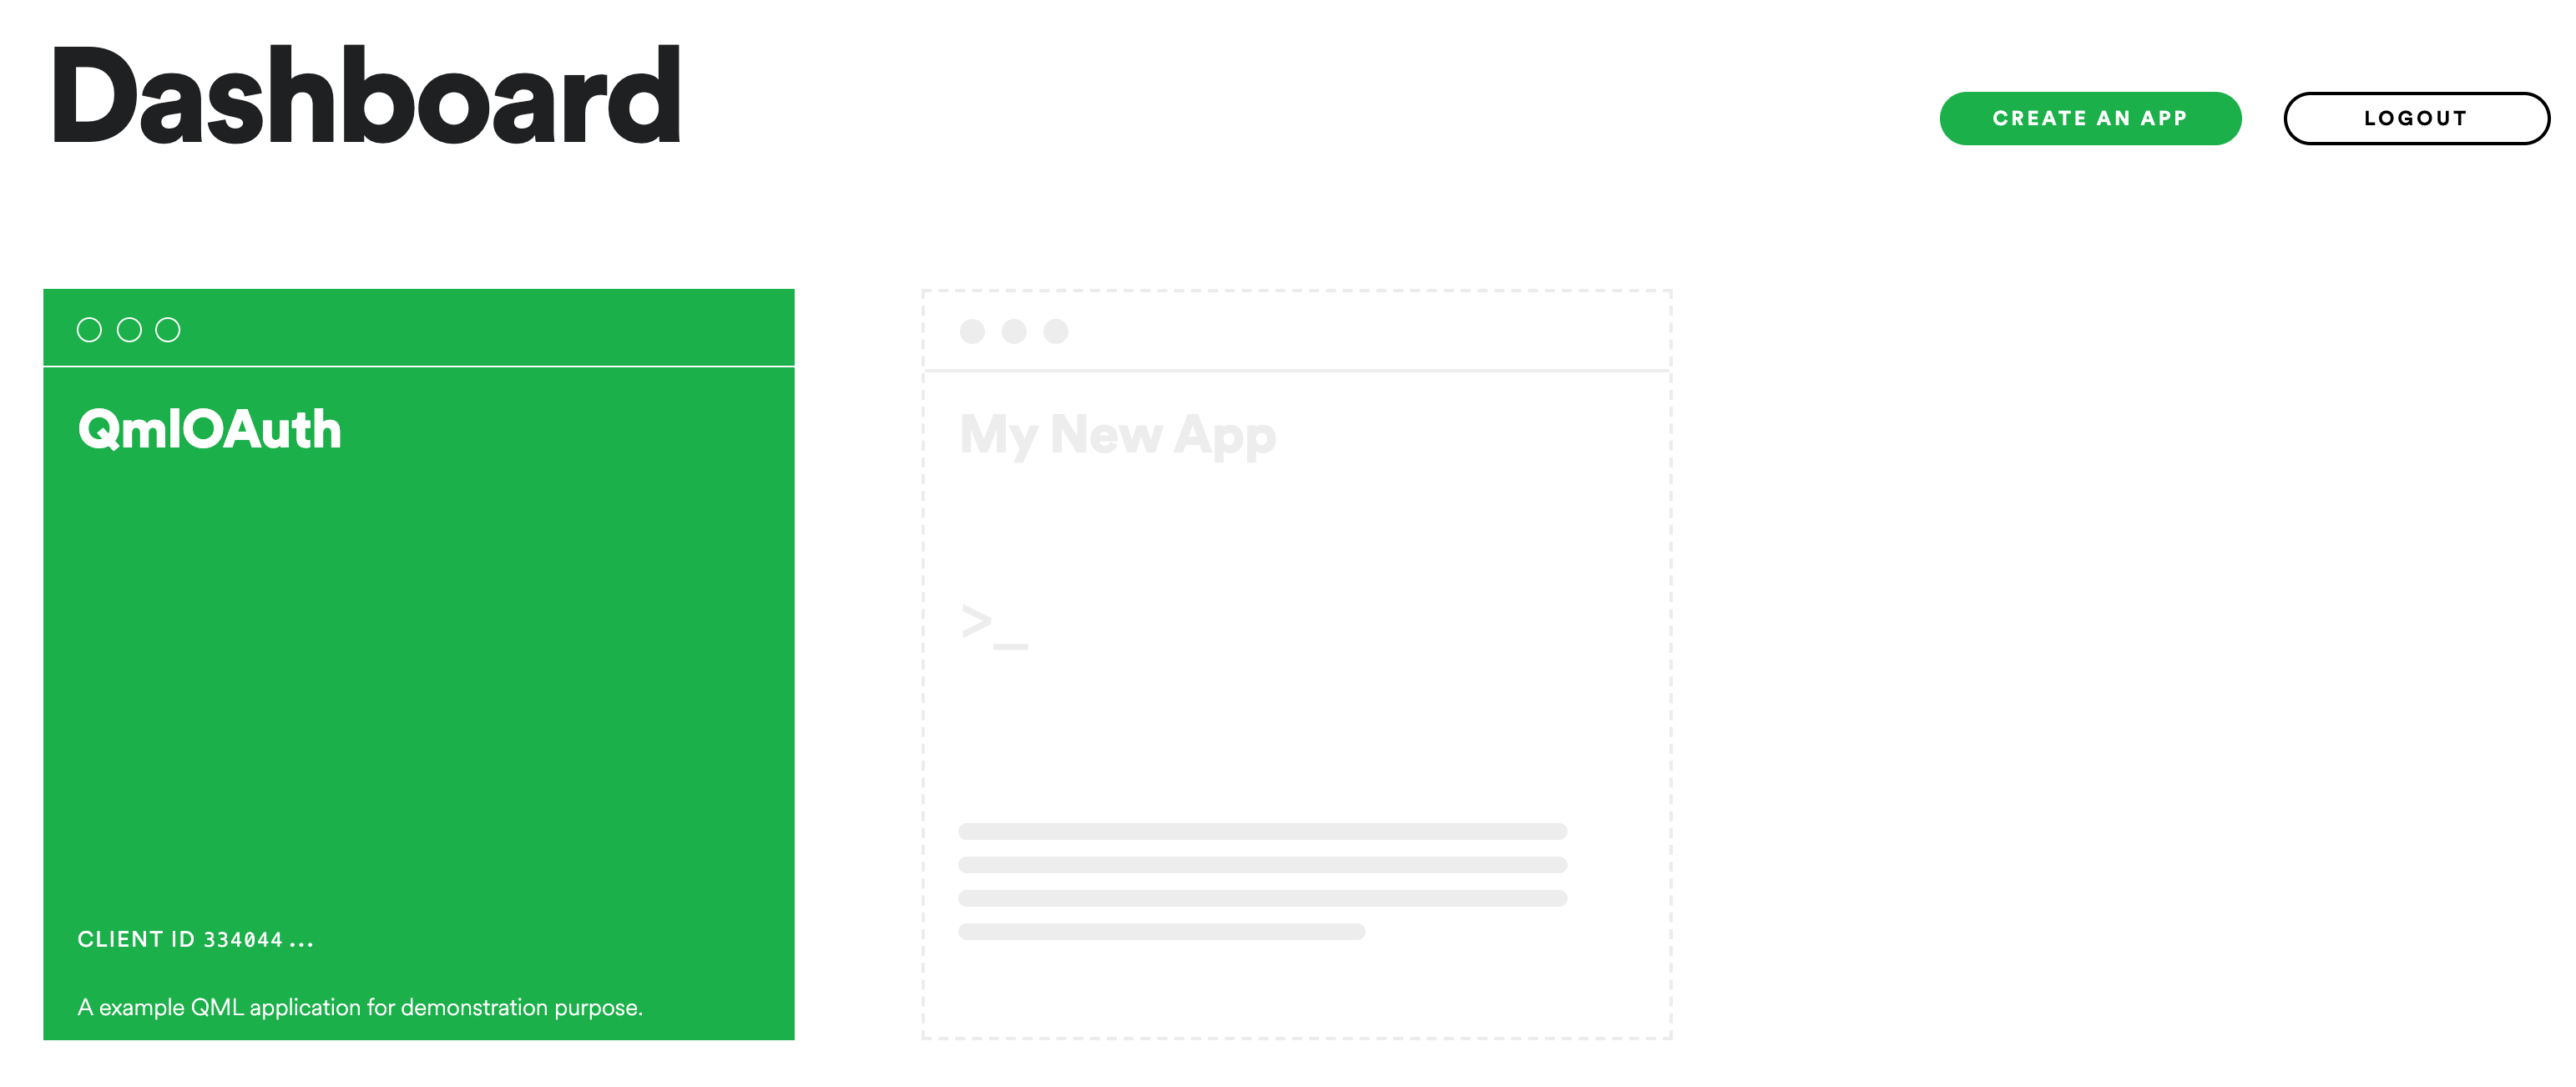 Dashboard
CREATE AN APP
LOGOUT
QmlOAuth
CLIENT ID 334044...
A example QML application for demonstration purpose.
My New App
>_